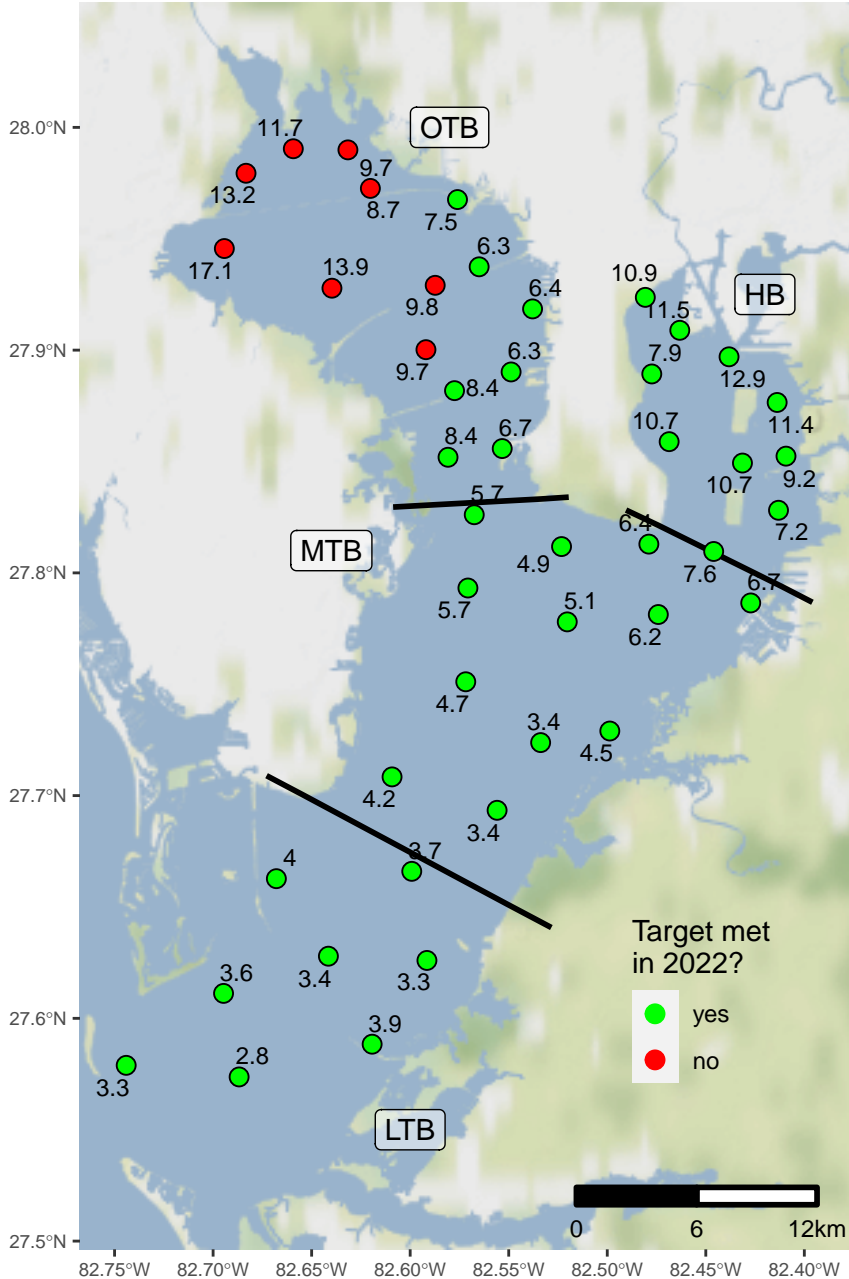 28.0°N
27.9°N
27.8°N
27.7°N
27.6°N
27.5°N
OTB
11.7
9.7
13.2
8.7
7.5
17.1
13.9
6.3
9.8
6.4
10.9
HB
11.5
9.7
6.3
7.9
12.9
8.4
11.4
8.4
6.7
10.7
10.7
9.2
5.7
7.2
MTB
6.4
4.9
7.6
6.7
5.7
5.1
6.2
4.7
3.4
4.5
4.2
3.4
3.7
4
3.4
3.3
3.6
3.9
3.3
2.8
LTB
Target met
in 2022?
yes
no
0 6 12km
82.75°W 82.70°W 82.65°W 82.60°W 82.55°W 82.50°W 82.45°W 82.40°W